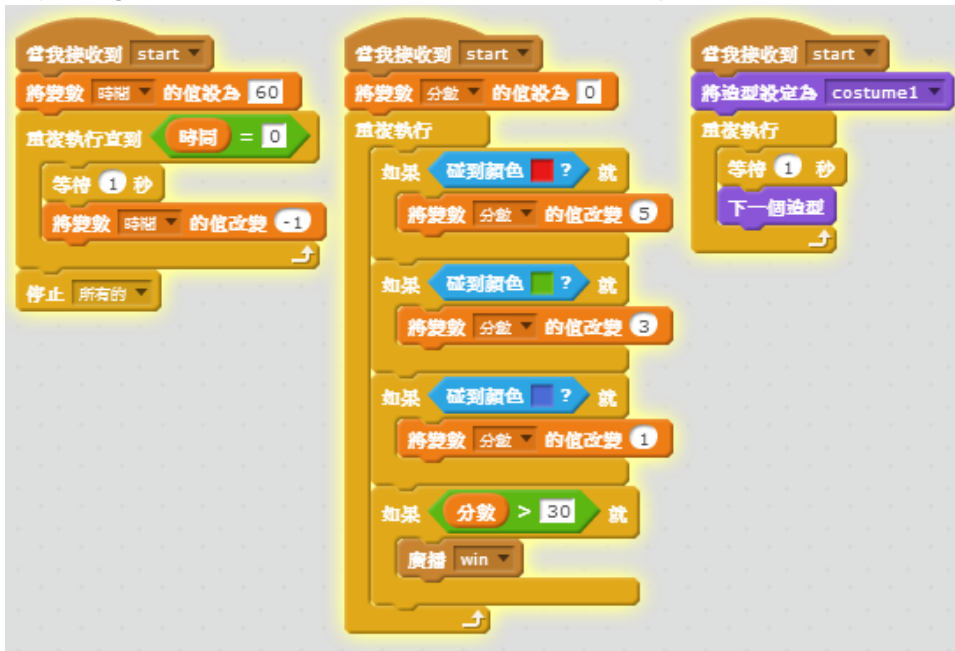 當我接收到 start
將變數 時間 的值設為 60
重複執行直到 時間 = 0
等待 1 秒
將變數 時間 的值改變 -1
停止 所有的
當我接收到 start
將變數 分數 的值設為 0
重複執行
如果 碰到顏色 ? 就
將變數 分數 的值改變 5
如果 碰到顏色 ? 就
將變數 分數 的值改變 3
如果 碰到顏色 ? 就
將變數 分數 的值改變 1
如果 分數 > 30 就
廣播 win
當我接收到 start
將造型設定為 costume1
重複執行
等待 1 秒
下一個造型